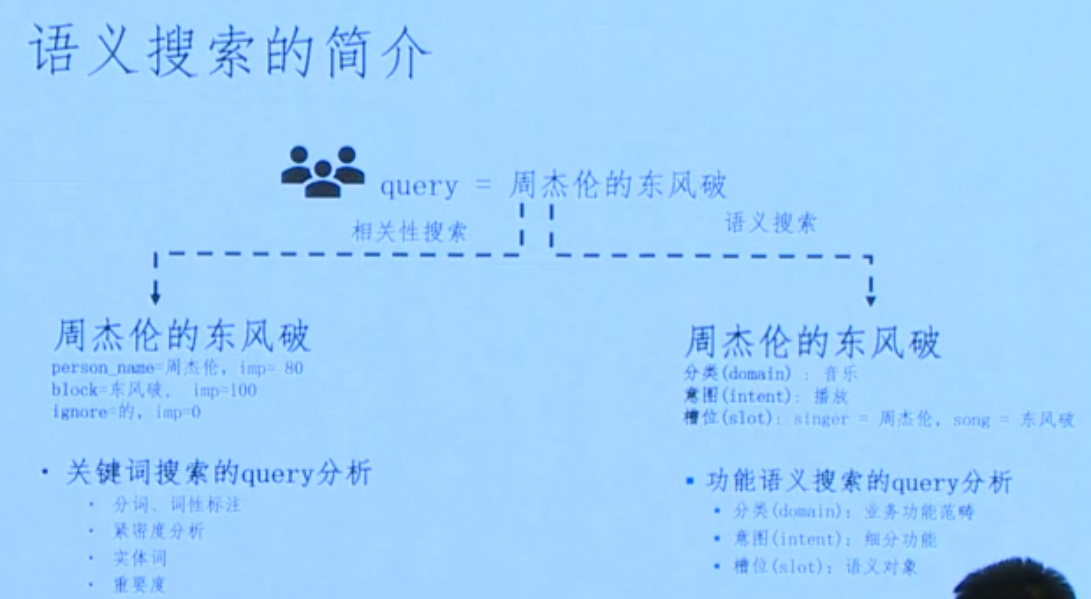 语义搜索的简介
query = 周杰伦的东风破
相关性搜索
语义搜索
周杰伦的东风破
person_name=周杰伦, imp= 80
block=东风破, imp=100
ignore=的, imp=0
• 关键词搜索的query分析
• 分词、词性标注
• 紧密度分析
• 实体词
• 重要度
周杰伦的东风破
分类(domain) : 音乐
意图(intent): 播放
槽位(slot): singer = 周杰伦, song = 东风破
▪ 功能语义搜索的query分析
▪ 分类(domain): 业务功能范畴
▪ 意图(intent): 细分功能
▪ 槽位(slot): 语义对象